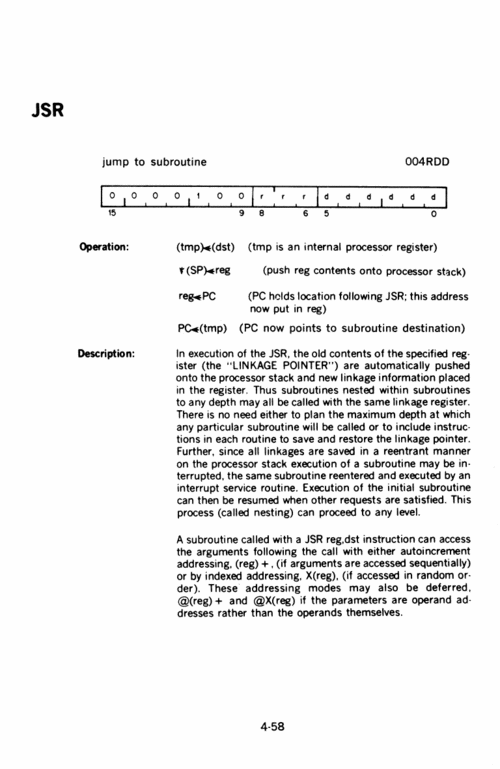 JSR
jump to subroutine 004RDD
0 0 0 0 1 0 0 r r r d d d d d d
15 9 8 6 5 0
Operation: (tmp)◄(dst) (tmp is an internal processor register)
▼(SP)◄reg (push reg contents onto processor stack)
reg◄PC (PC holds location following JSR; this address
now put in reg)
PC◄(tmp) (PC now points to subroutine destination)
Description: In execution of the JSR, the old contents of the specified reg-
ister (the "LINKAGE POINTER") are automatically pushed
onto the processor stack and new linkage information placed
in the register. Thus subroutines nested within subroutines
to any depth may all be called with the same linkage register.
There is no need either to plan the maximum depth at which
any particular subroutine will be called or to include instruc-
tions in each routine to save and restore the linkage pointer.
Further, since all linkages are saved in a reentrant manner
on the processor stack execution of a subroutine may be in-
terrupted, the same subroutine reentered and executed by an
interrupt service routine. Execution of the initial subroutine
can then be resumed when other requests are satisfied. This
process (called nesting) can proceed to any level.
A subroutine called with a JSR reg,dst instruction can access
the arguments following the call with either autoincrement
addressing, (reg) + , (if arguments are accessed sequentially)
or by indexed addressing, X(reg), (if accessed in random or-
der). These addressing modes may also be deferred,
@(reg) + and @X(reg) if the parameters are operand ad-
dresses rather than the operands themselves.
4-58